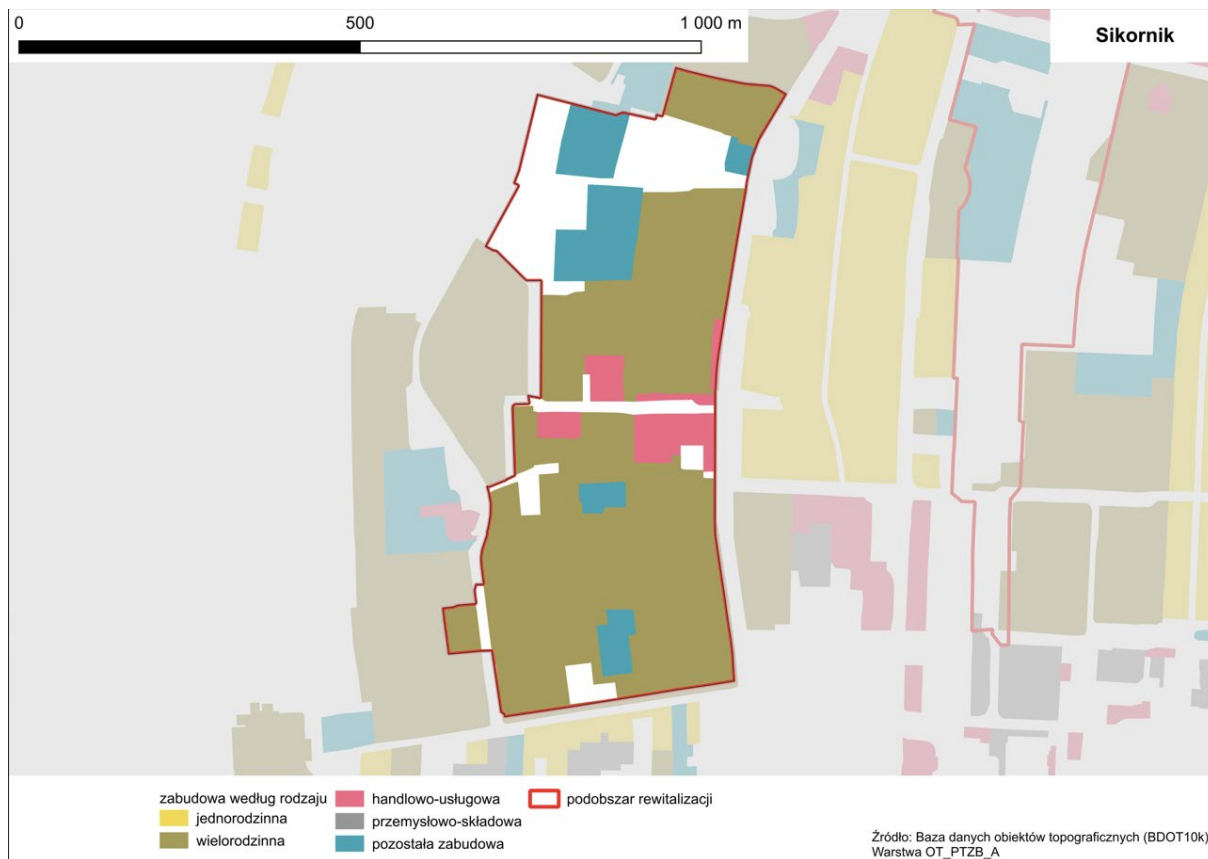 0 500 1 000 m
Sikornik
zabudowa według rodzaju
jednorodzinna
wielorodzinna
handlowo-usługowa
przemysłowo-składowa
pozostała zabudowa
podobszar rewitalizacji
Źródło: Baza danych obiektów topograficznych (BDOT10k)
Warstwa OT_PTZB_A